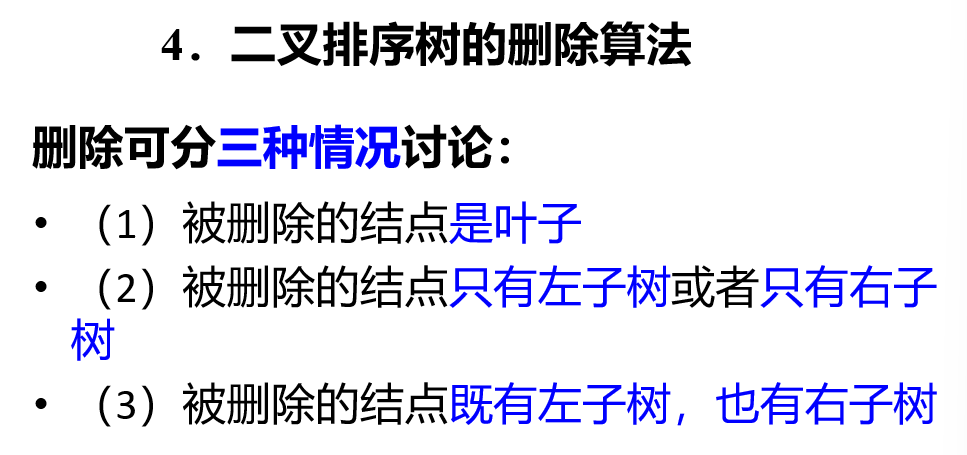 4．二叉排序树的删除算法
删除可分三种情况讨论：
• （1）被删除的结点是叶子
• （2）被删除的结点只有左子树或者只有右子
树
• （3）被删除的结点既有左子树，也有右子树